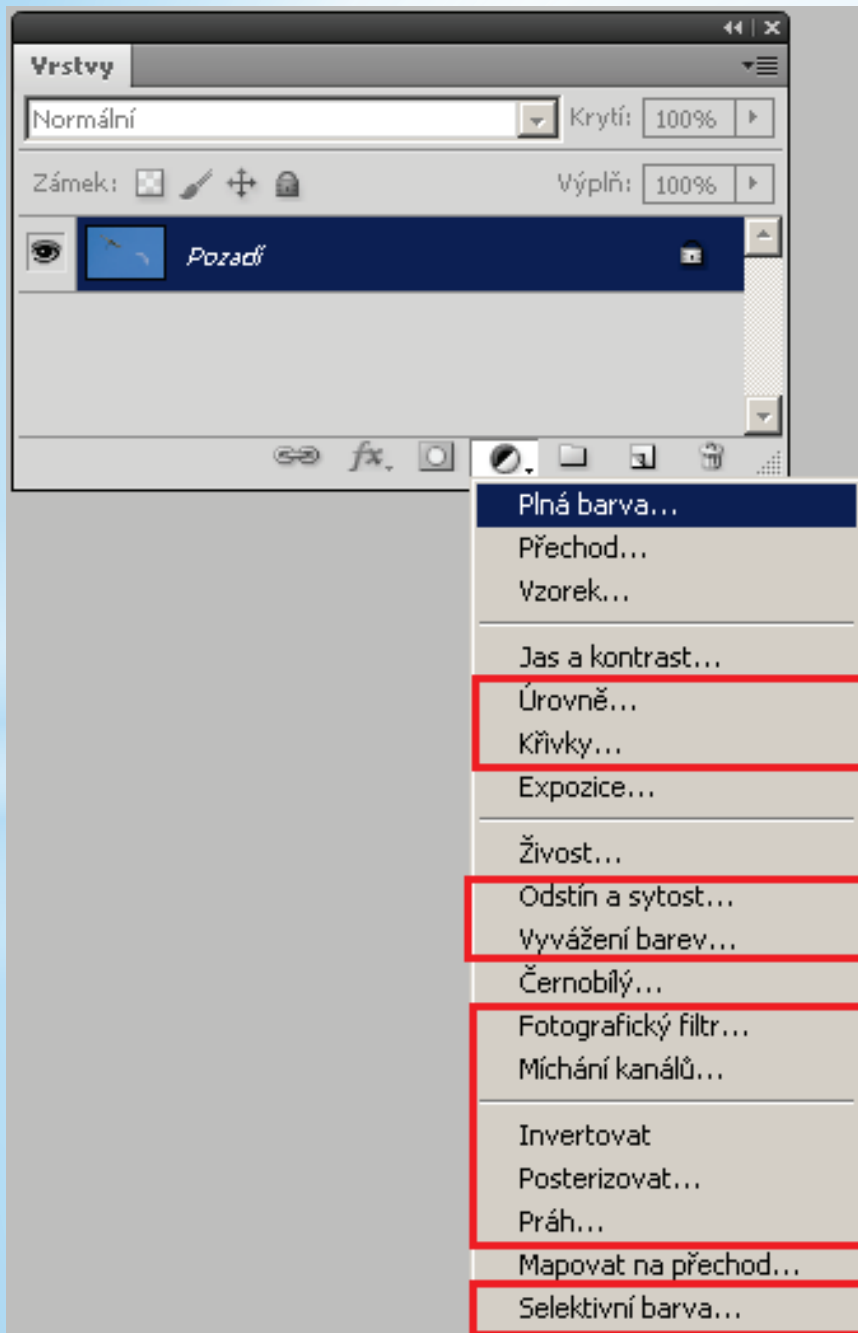 Vrstvy
Normální Krytí: 100%
Zámek: Výplň: 100%
Pozadí
fx.
Plná barva...
Přechod...
Vzorek...
Jas a kontrast...
Úrovně...
Křivky...
Expozice...
Živost...
Odstín a sytost...
Vyvážení barev...
Černobílý...
Fotografický filtr...
Míchání kanálů...
Invertovat
Posterizovat...
Práh...
Mapovat na přechod...
Selektivní barva...